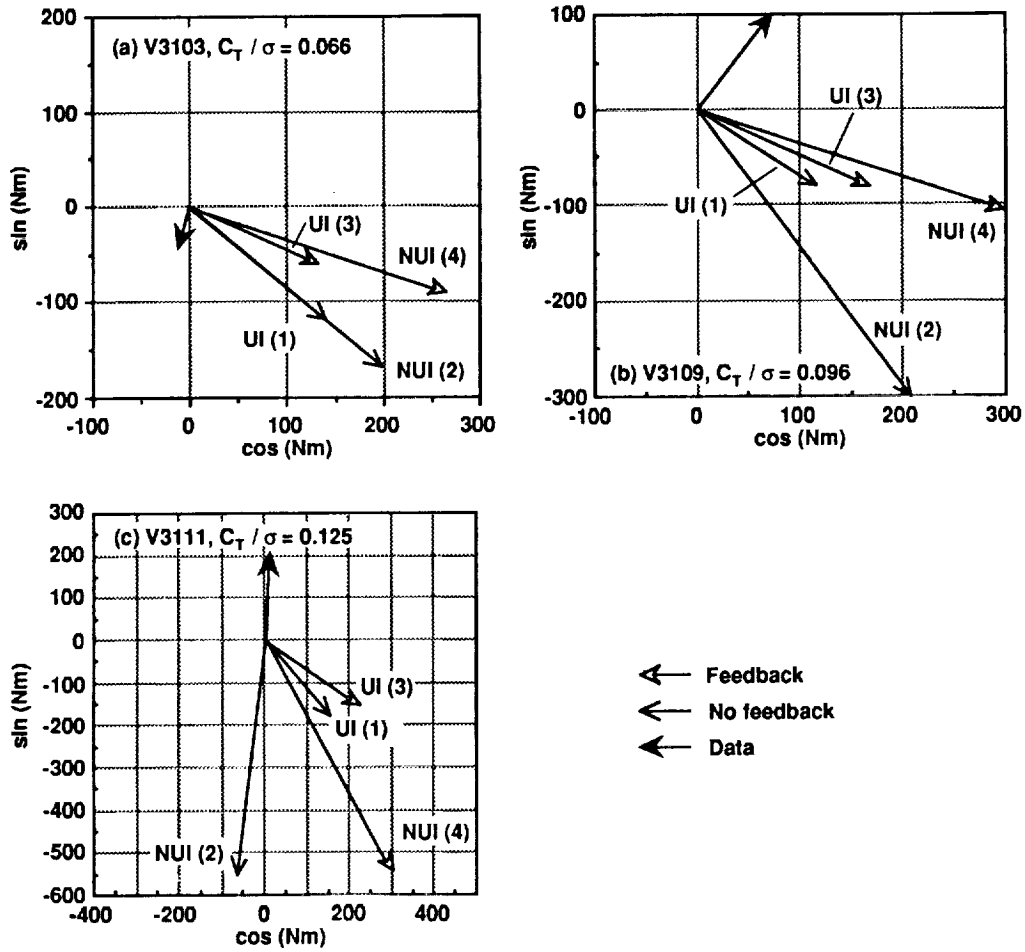 (a) V3103, C_T / σ = 0.066
200
100
0
-100
-200
sin (Nm)
UI (3)
NUI (4)
UI (1)
NUI (2)
-100 0 100 200 300
cos (Nm)
100
0
-100
-200
-300
sin (Nm)
UI (3)
UI (1)
NUI (4)
NUI (2)
(b) V3109, C_T / σ = 0.096
-100 0 100 200 300
cos (Nm)
(c) V3111, C_T / σ = 0.125
300
200
100
0
-100
-200
-300
-400
-500
-600
sin (Nm)
UI (3)
UI (1)
NUI (4)
NUI (2)
-400 -200 0 200 400
cos (Nm)
Feedback
No feedback
Data